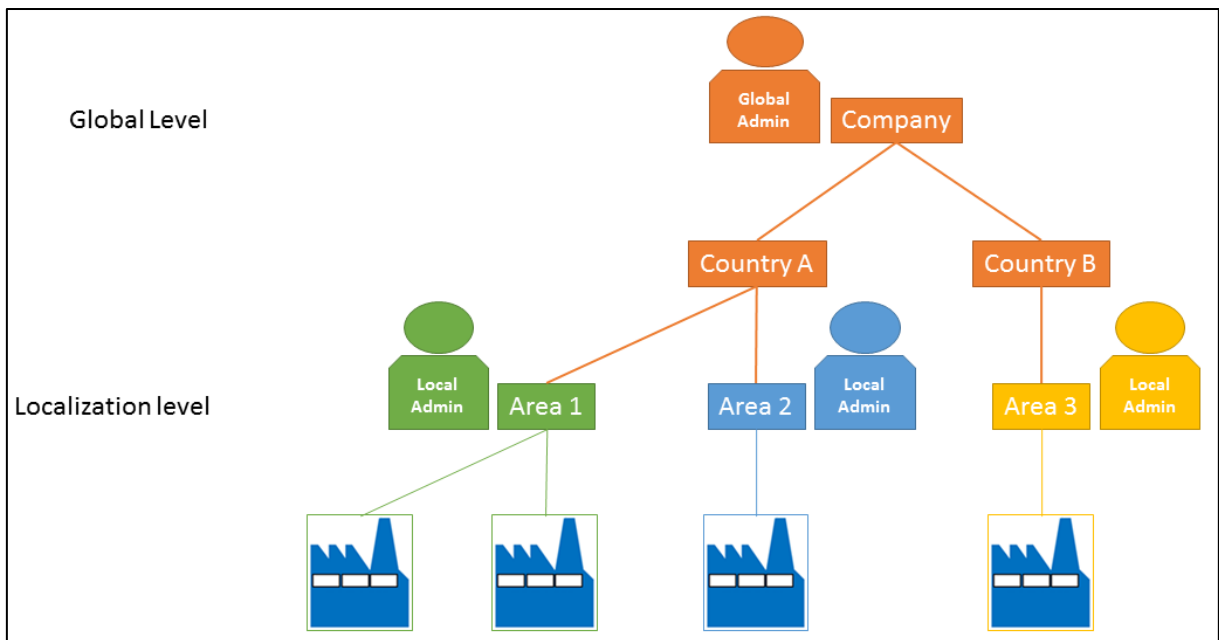 Global Level
Global
Admin
Company
Country A
Country B
Localization level
Local
Admin
Area 1
Area 2
Local
Admin
Area 3
Local
Admin